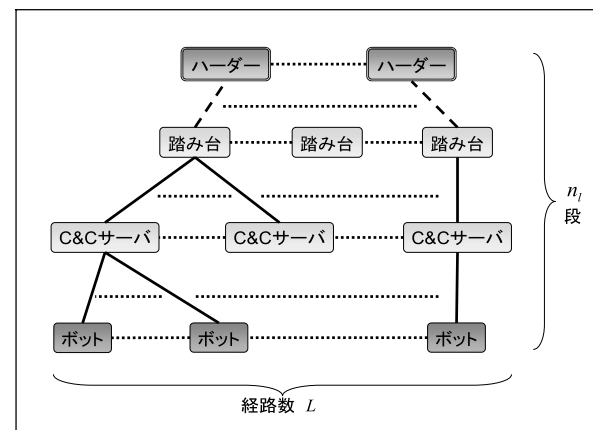 ハーダー ハーダー
踏み台 踏み台 踏み台
C&Cサーバ C&Cサーバ C&Cサーバ
ボット ボット ボット
n_l
段
経路数 L